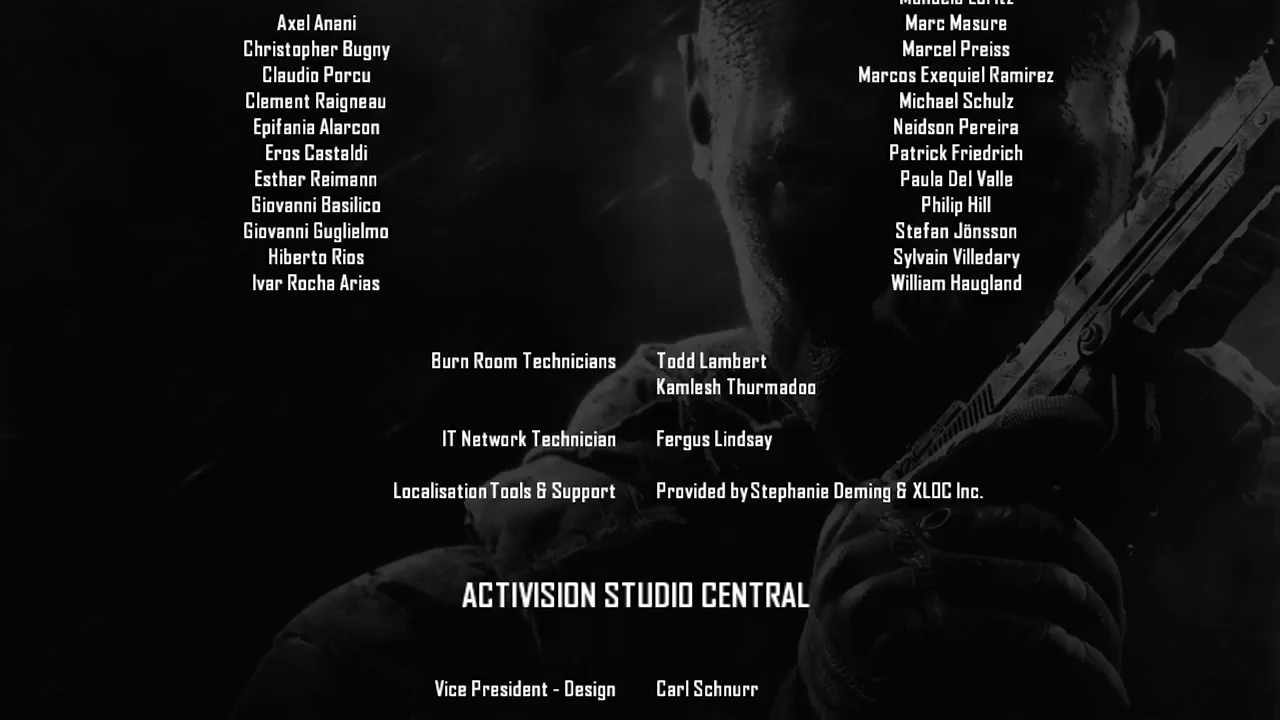 Axel Anani
Christopher Bugny
Claudio Porcu
Clement Raigneau
Epifania Alarcon
Eros Castaldi
Esther Reimann
Giovanni Basilico
Giovanni Guglielmo
Hiberto Rios
Ivar Rocha Arias
Marc Masure
Marcel Preiss
Marcos Exequiel Ramirez
Michael Schulz
Neidson Pereira
Patrick Friedrich
Paula Del Valle
Philip Hill
Stefan Jönsson
Sylvain Villedary
William Haugland
Burn Room Technicians Todd Lambert
Kamlesh Thurmadoo
IT Network Technician Fergus Lindsay
Localisation Tools & Support Provided by Stephanie Deming & XLOC Inc.
ACTIVISION STUDIO CENTRAL
Vice President - Design Carl Schnurr